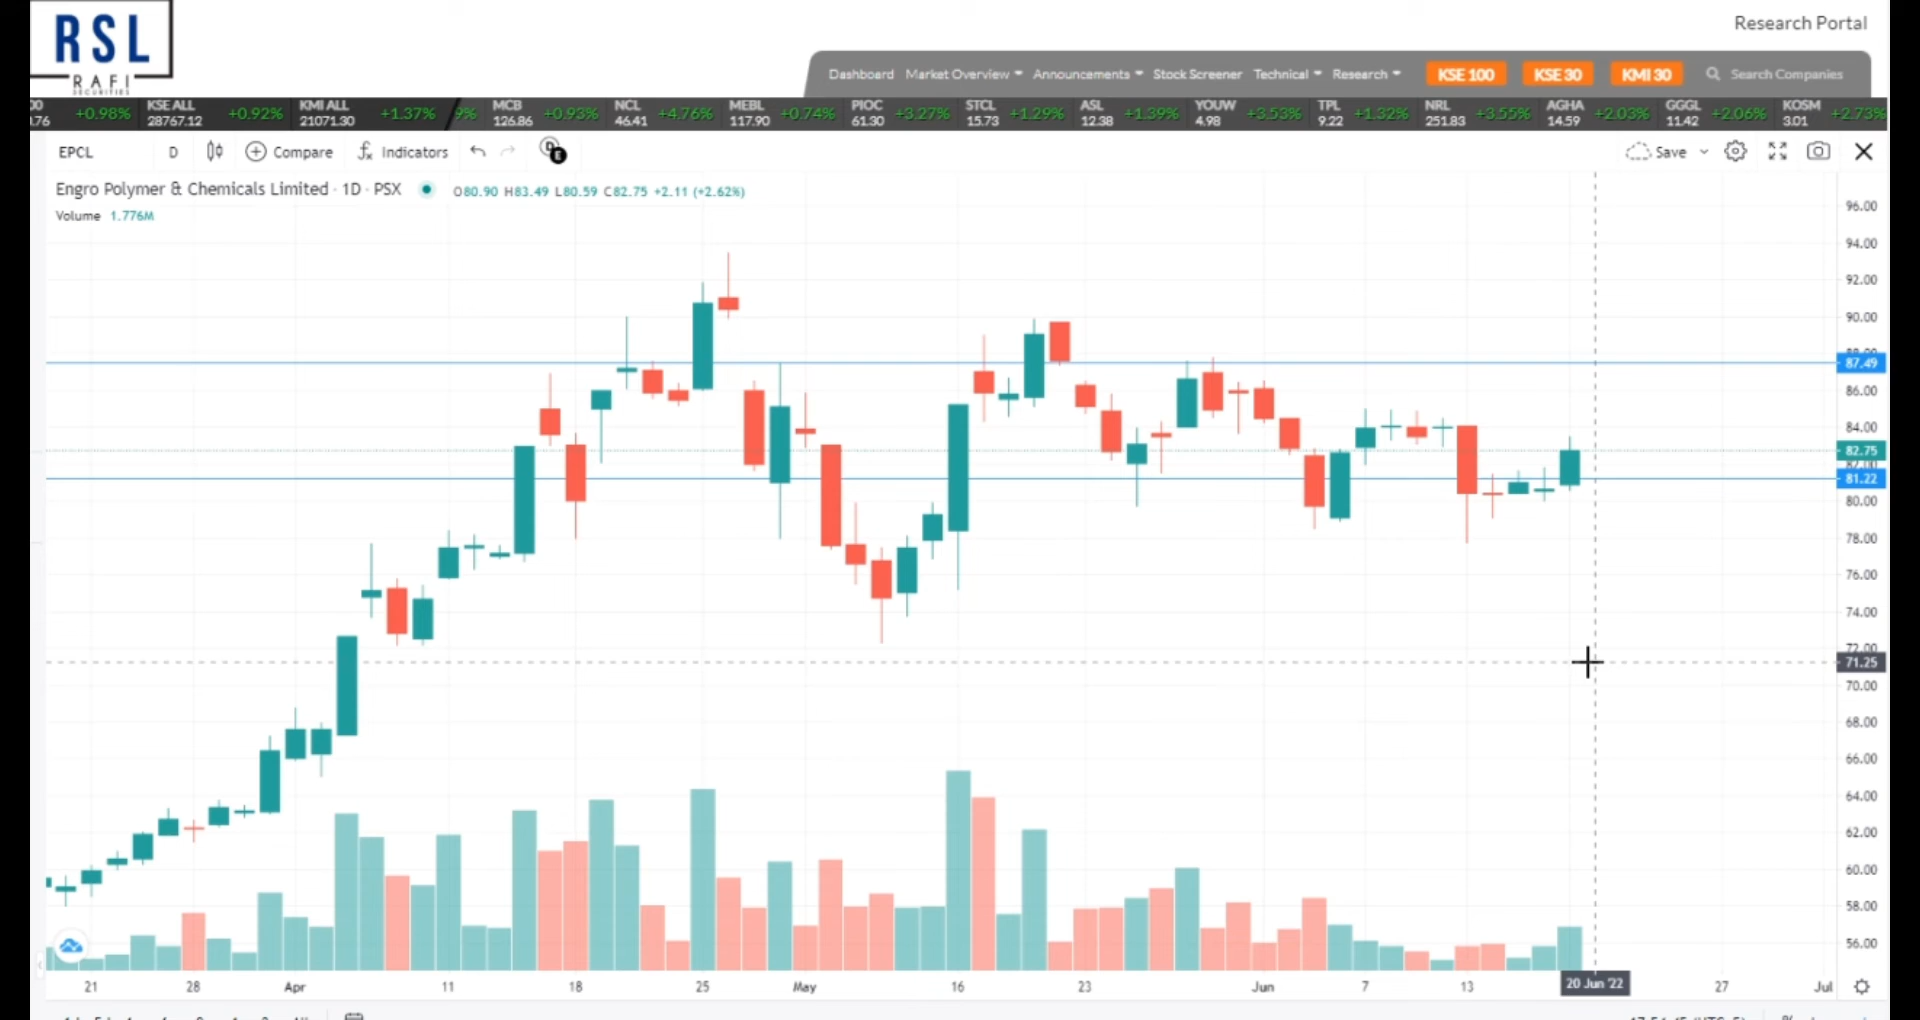 RSL
RAFI
SECURITIES
Research Portal
Dashboard Market Overview Announcements Stock Screener Technical Research KSE 100 KSE 30 KMI 30 Search Companies
00 +0.98% KSE ALL +0.92% KMI ALL +1.37% 9% MCB +0.93% NCL +4.76% MEBL +0.74% PIOC +3.27% STCL +1.29% ASL +1.39% YOUW +3.53% TPL +1.32% NRL +3.55% AGHA +2.03% GGGL +2.06% KOSM +2.73%
0.76 28767.12 21071.30 126.86 46.41 117.90 61.30 15.73 12.38 4.98 9.22 251.83 14.59 11.42 3.01
EPCL D Compare Indicators D E Save
Engro Polymer & Chemicals Limited · 1D · PSX O80.90 H83.49 L80.59 C82.75 +2.11 (+2.62%)
Volume 1.776M
96.00
94.00
92.00
90.00
87.49
86.00
84.00
82.75
81.22
80.00
78.00
76.00
74.00
72.00
71.25
70.00
68.00
66.00
64.00
62.00
60.00
58.00
56.00
21 28 Apr 11 18 25 May 16 23 Jun 7 13 20 Jun '22 27 Jul